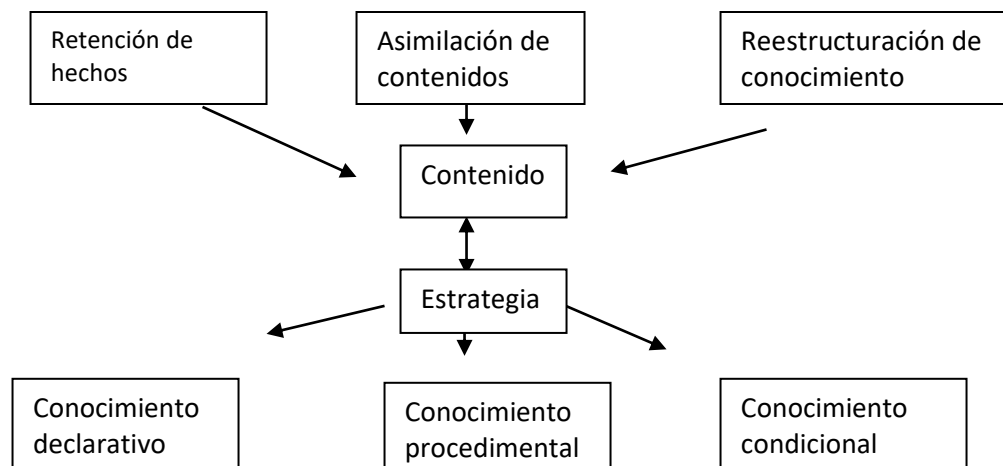 Retención de
hechos
Asimilación de
contenidos
Reestructuración de
conocimiento
Contenido
Estrategia
Conocimiento
declarativo
Conocimiento
procedimental
Conocimiento
condicional